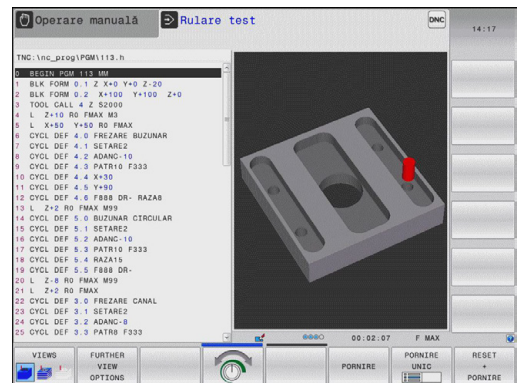 Operare manuală
Rulare test
DNC
14:17
TNC:\nc_prog\PGM\113.h
0 BEGIN PGM 113 MM
1 BLK FORM 0.1 Z X+0 Y+0 Z-20
2 BLK FORM 0.2 X+100 Y+100 Z+0
3 TOOL CALL 4 Z S2000
4 L Z+10 R0 FMAX M3
5 L X+50 Y+50 R0 FMAX
6 CYCL DEF 4.0 FREZARE BUZUNAR
7 CYCL DEF 4.1 SETARE2
8 CYCL DEF 4.2 ADANC-10
9 CYCL DEF 4.3 PATR10 F333
10 CYCL DEF 4.4 X+30
11 CYCL DEF 4.5 Y+90
12 CYCL DEF 4.6 F888 DR- RAZA8
13 L Z+2 R0 FMAX M99
14 CYCL DEF 5.0 BUZUNAR CIRCULAR
15 CYCL DEF 5.1 SETARE2
16 CYCL DEF 5.2 ADANC-10
17 CYCL DEF 5.3 PATR10 F333
18 CYCL DEF 5.4 RAZA15
19 CYCL DEF 5.5 F888 DR-
20 L Z-8 R0 FMAX M99
21 L Z+2 R0 FMAX
22 CYCL DEF 3.0 FREZARE CANAL
23 CYCL DEF 3.1 SETARE2
24 CYCL DEF 3.2 ADANC-8
25 CYCL DEF 3.3 PATR8 F333
00:02:07 F MAX
VIEWS
FURTHER
VIEW
OPTIONS
PORNIRE
PORNIRE
UNIC
RESET
+
PORNIRE